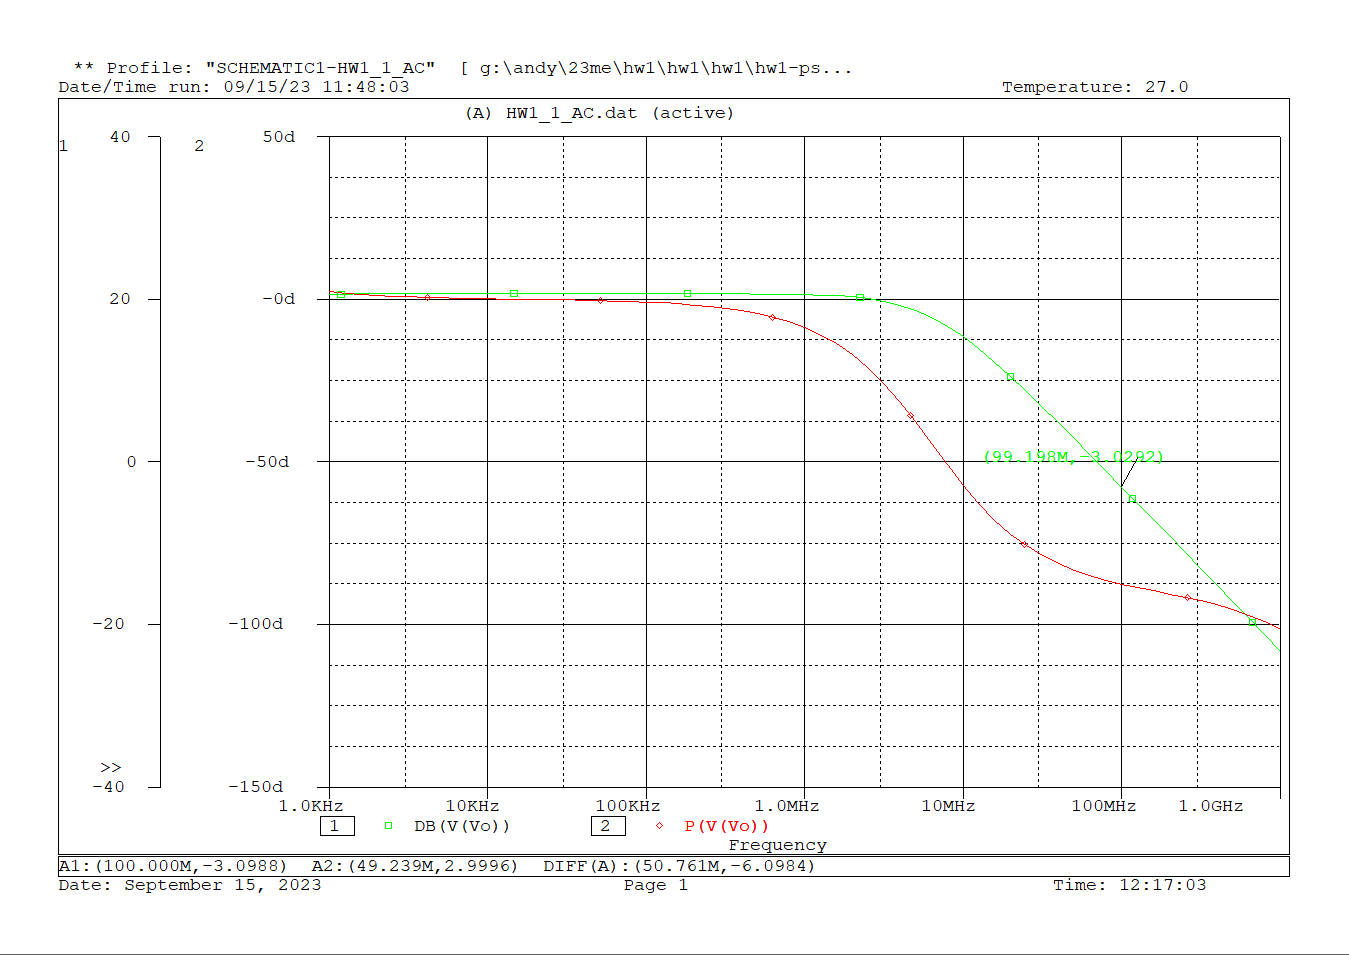 ** Profile: "SCHEMATIC1-HW1_1_AC"  [ g:\andy\23me\hw1\hw1\hw1\hw1-ps...
Date/Time run: 09/15/23 11:48:03    Temperature: 27.0
(A) HW1_1_AC.dat (active)
1    40    2    50d
20    -0d
0    -50d
(99.198M,-3.0292)
-20    -100d
>>
-40    -150d
1.0KHz    10KHz    100KHz    1.0MHz    10MHz    100MHz    1.0GHz
1    DB(V(Vo))    2    P(V(Vo))
Frequency
A1:(100.000M,-3.0988)  A2:(49.239M,2.9996)  DIFF(A):(50.761M,-6.0984)
Date: September 15, 2023    Page 1    Time: 12:17:03